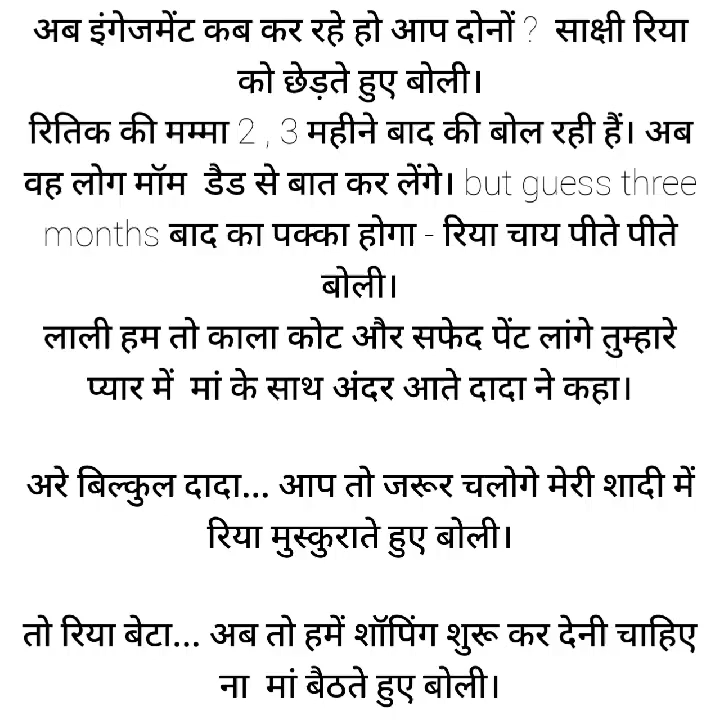 अब इंगेजमेंट कब कर रहे हो आप दोनों ? साक्षी रिया
को छेड़ते हुए बोली।
रितिक की मम्मा 2 , 3 महीने बाद की बोल रही हैं। अब
वह लोग मॉम डैड से बात कर लेंगे। but guess three
months बाद का पक्का होगा - रिया चाय पीते पीते
बोली।
लाली हम तो काला कोट और सफेद पेंट लांगे तुम्हारे
प्यार में मां के साथ अंदर आते दादा ने कहा।
अरे बिल्कुल दादा... आप तो जरूर चलोगे मेरी शादी में
रिया मुस्कुराते हुए बोली।
तो रिया बेटा... अब तो हमें शॉपिंग शुरू कर देनी चाहिए
ना मां बैठते हुए बोली।